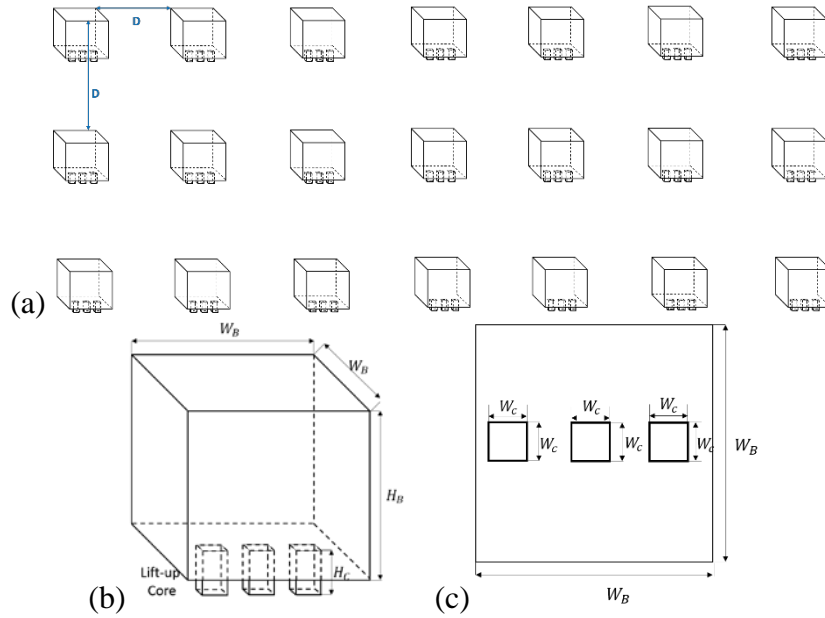 D
D
(a)
W_B
W_B
H_B
Lift-up
Core
H_C
(b)
W_c W_c W_c
W_c W_c W_c
W_B
W_B
(c)